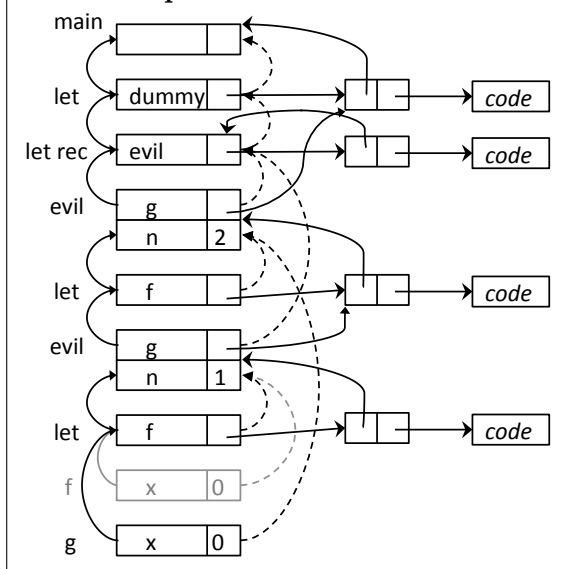 main
let dummy code
let rec evil code
evil g
n 2
let f code
evil g
n 1
let f code
f x 0
g x 0